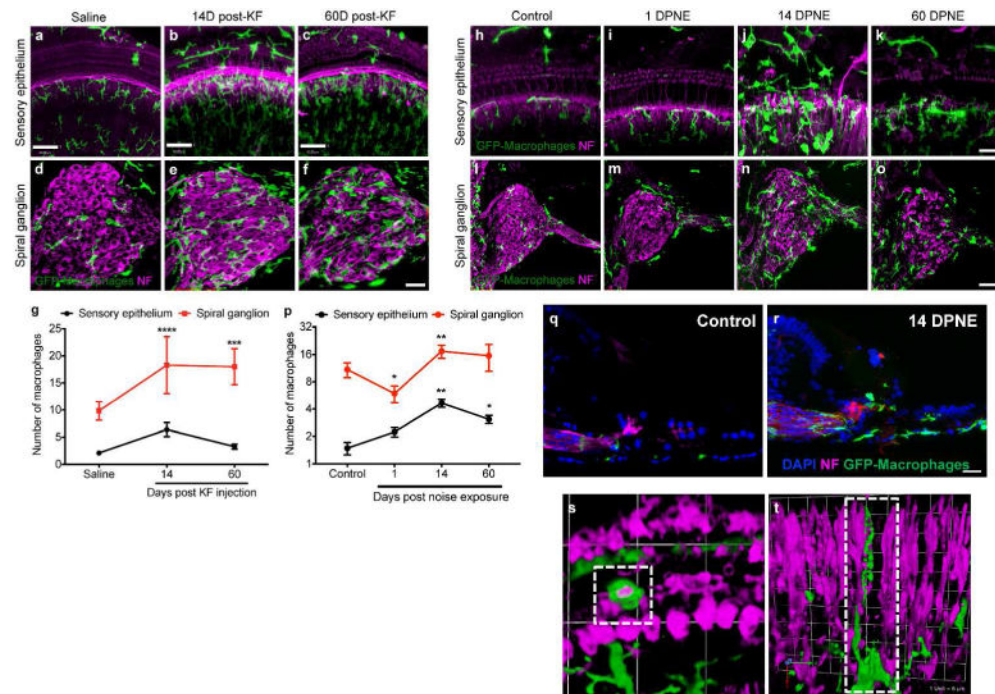 Saline 14D post-KF 60D post-KF
Control 1 DPNE 14 DPNE 60 DPNE
Sensory epithelium
a b c
Spiral ganglion
d e f
GFP-Macrophages NF
Sensory epithelium
h i j k
GFP-Macrophages NF
Spiral ganglion
l m n o
GFP-Macrophages NF
g
Sensory epithelium Spiral ganglion
Number of macrophages
25
20
15
10
5
0
**** ***
Saline 14 60
Days post KF injection
p
Sensory epithelium Spiral ganglion
Number of macrophages
32
16
8
4
2
1
* ** ** *
Control 1 14 60
Days post noise exposure
q Control
r 14 DPNE
DAPI NF GFP-Macrophages
s t